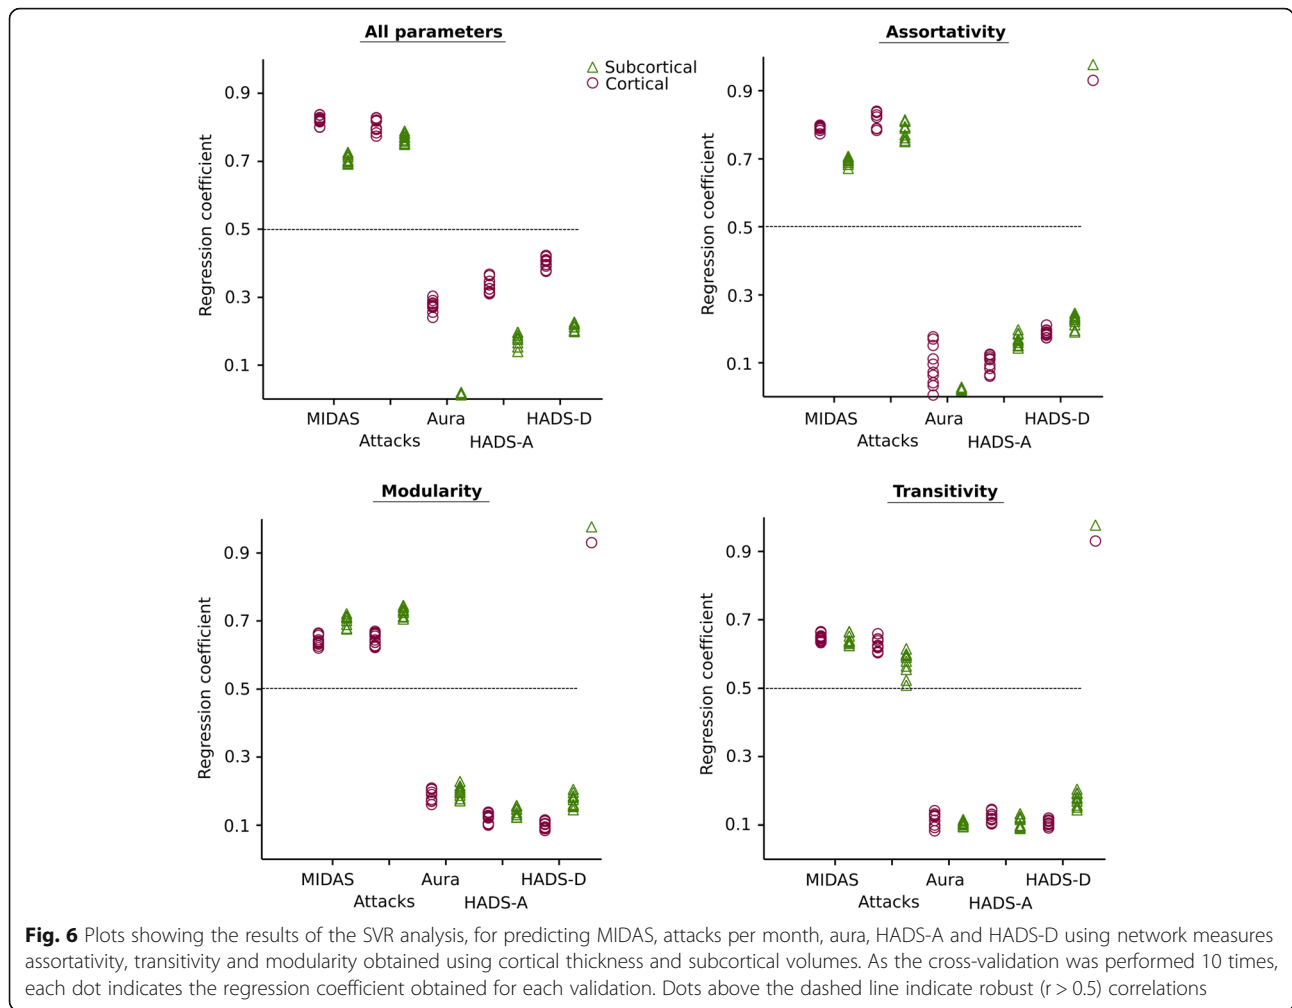 All parameters
Subcortical
Cortical
Regression coefficient
0.9
0.7
0.5
0.3
0.1
MIDAS
Attacks
Aura
HADS-A
HADS-D
Assortativity
Regression coefficient
0.9
0.7
0.5
0.3
0.1
MIDAS
Attacks
Aura
HADS-A
HADS-D
Modularity
Regression coefficient
0.9
0.7
0.5
0.3
0.1
MIDAS
Attacks
Aura
HADS-A
HADS-D
Transitivity
Regression coefficient
0.9
0.7
0.5
0.3
0.1
MIDAS
Attacks
Aura
HADS-A
HADS-D
Fig. 6 Plots showing the results of the SVR analysis, for predicting MIDAS, attacks per month, aura, HADS-A and HADS-D using network measures
assortativity, transitivity and modularity obtained using cortical thickness and subcortical volumes. As the cross-validation was performed 10 times,
each dot indicates the regression coefficient obtained for each validation. Dots above the dashed line indicate robust (r > 0.5) correlations